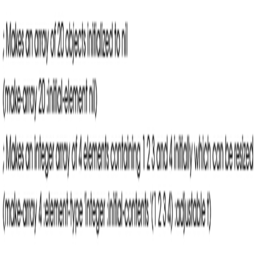 ; Makes an array of 20 objects initialized to nil
(make-array 20 :initial-element nil)
; Makes an integer array of 4 elements containing 1 2 3 and 4 initially which can be resized
(make-array 4 :element-type 'integer :initial-contents '(1 2 3 4) :adjustable t)